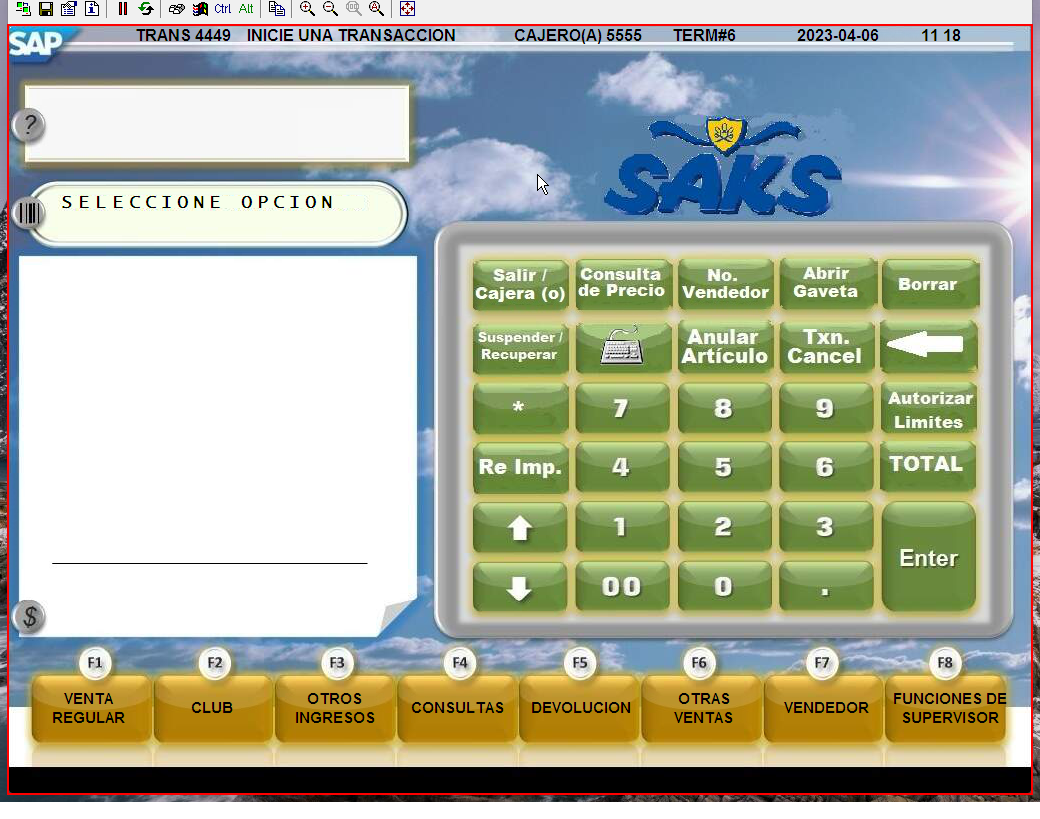 Ctrl Alt
SAP
TRANS 4449 INICIE UNA TRANSACCION CAJERO(A) 5555 TERM#6 2023-04-06 11 18
?
SELECCIONE OPCION
$
SAKS
Salir /
Cajera (o)
Consulta
de Precio
No.
Vendedor
Abrir
Gaveta
Borrar
Suspender /
Recuperar
Anular
Artículo
Txn.
Cancel
*
7
8
9
Autorizar
Limites
Re Imp.
4
5
6
TOTAL
1
2
3
Enter
00
0
.
F1
VENTA
REGULAR
F2
CLUB
F3
OTROS
INGRESOS
F4
CONSULTAS
F5
DEVOLUCION
F6
OTRAS
VENTAS
F7
VENDEDOR
F8
FUNCIONES DE
SUPERVISOR